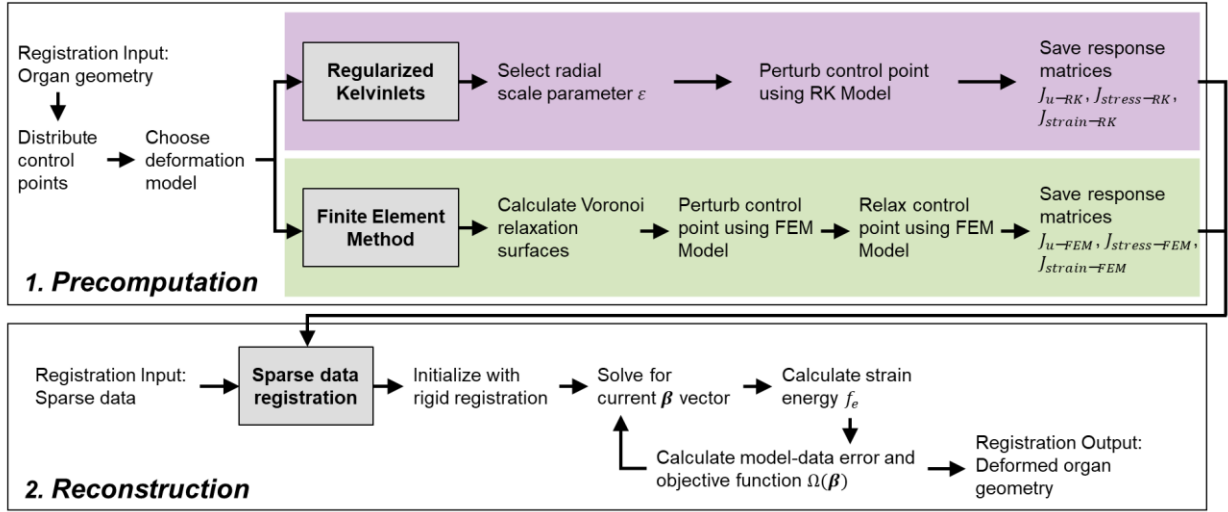 Registration Input:
Organ geometry
Distribute
control
points
Choose
deformation
model
Regularized
Kelvinlets
Select radial
scale parameter ε
Perturb control point
using RK Model
Save response
matrices
J_{u−RK}, J_{stress−RK},
J_{strain−RK}
Finite Element
Method
Calculate Voronoi
relaxation
surfaces
Perturb control
point using FEM
Model
Relax control
point using FEM
Model
Save response
matrices
J_{u−FEM}, J_{stress−FEM},
J_{strain−FEM}
1. Precomputation
Registration Input:
Sparse data
Sparse data
registration
Initialize with
rigid registration
Solve for
current β vector
Calculate strain
energy f_e
Calculate model-data error and
objective function Ω(β)
Registration Output:
Deformed organ
geometry
2. Reconstruction